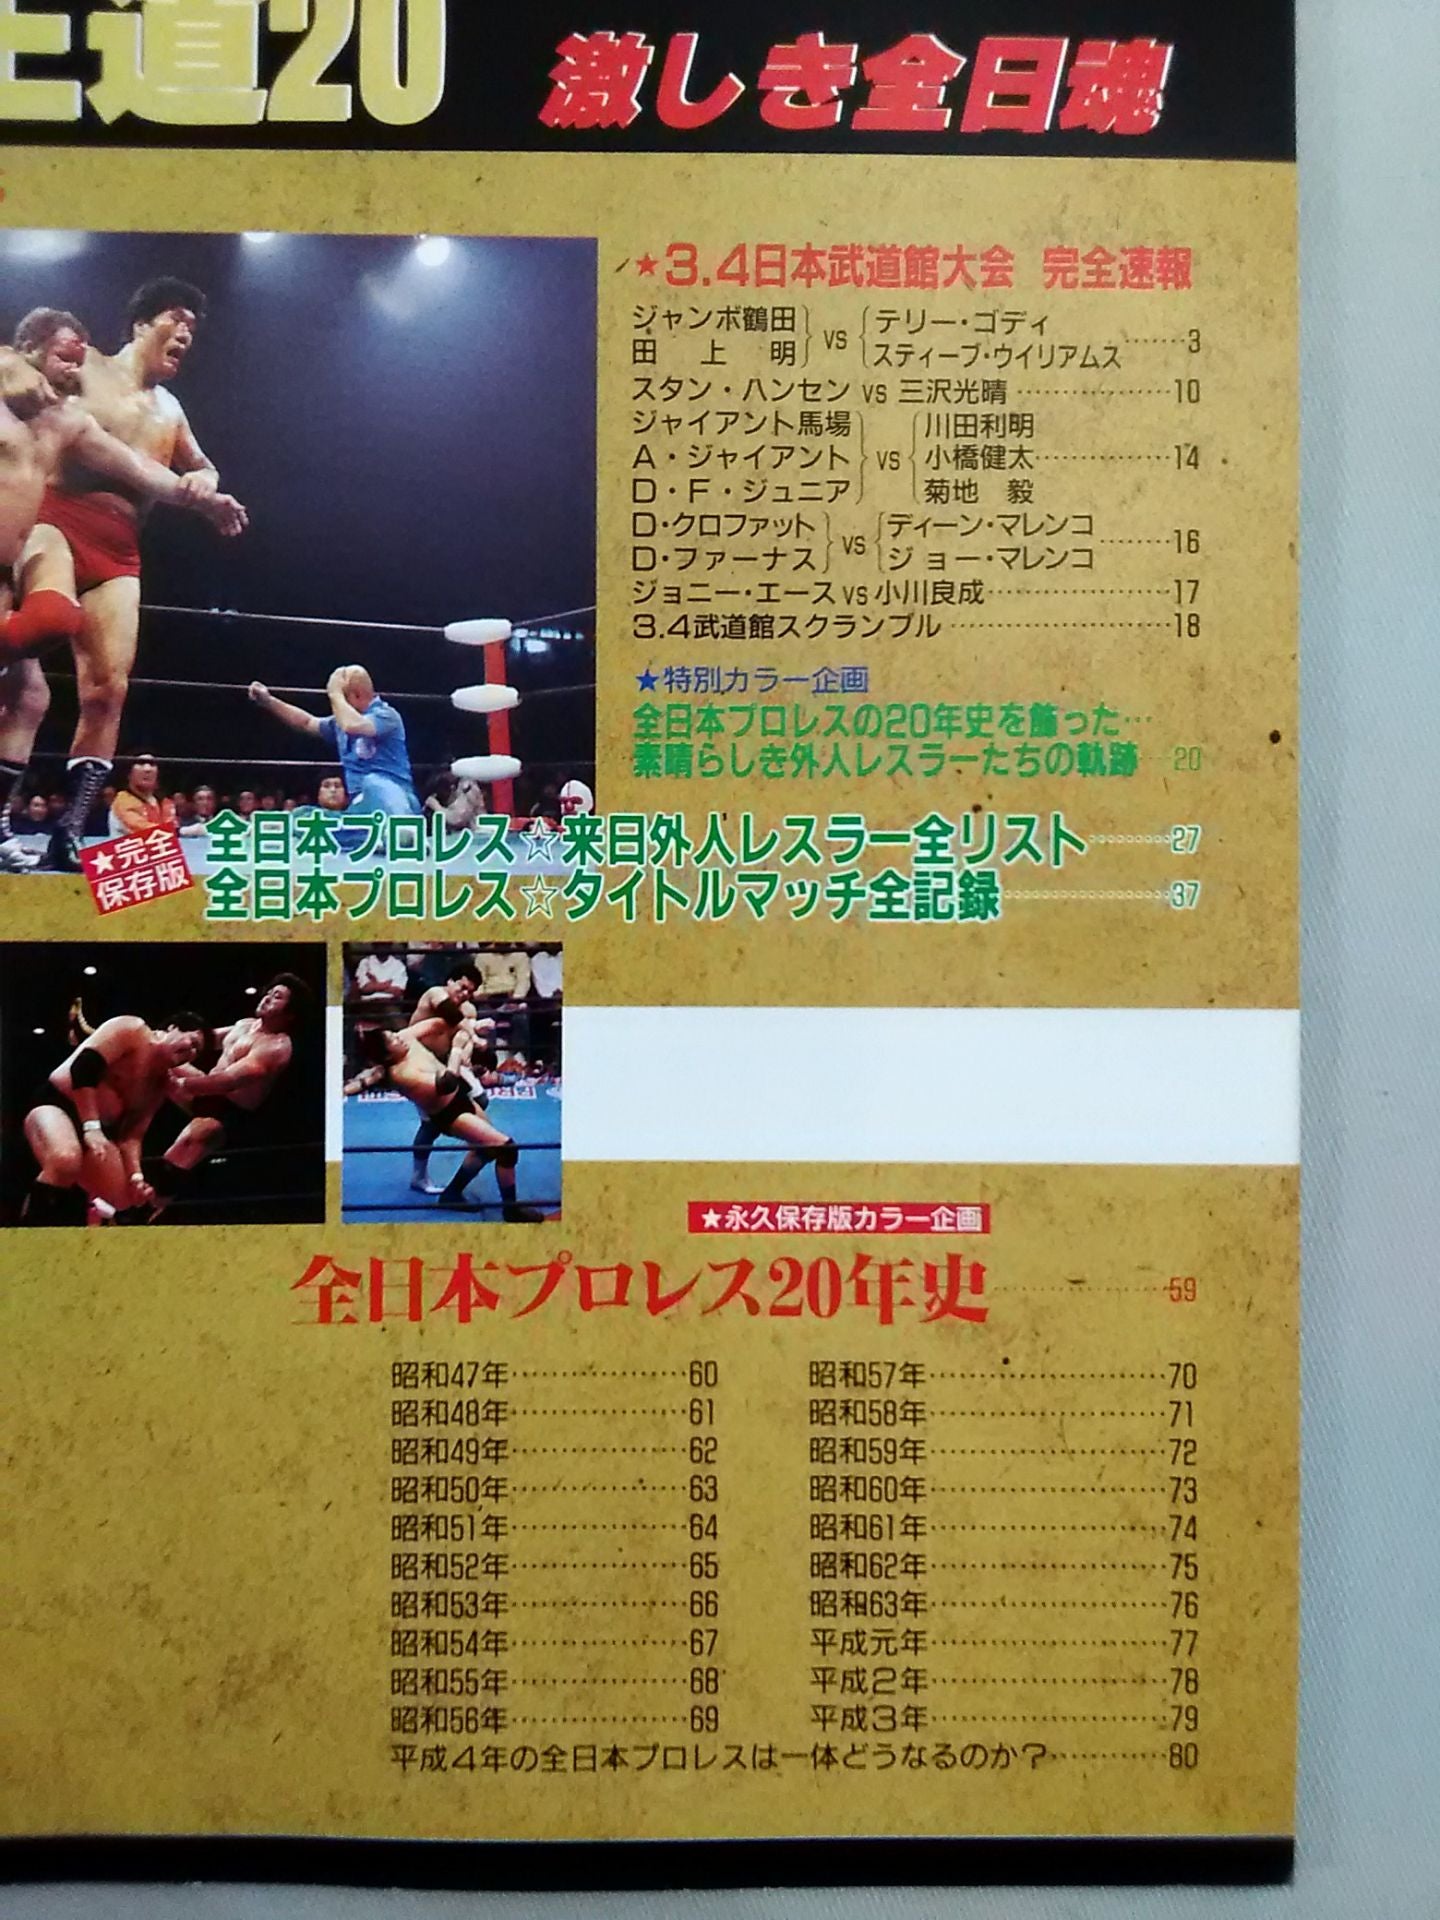 王道20
激しき全日魂
★3.4日本武道館大会 完全速報
ジャンボ鶴田
田上明 vs テリー・ゴディ
スティーブ・ウイリアムス………3
スタン・ハンセン vs 三沢光晴………………10
ジャイアント馬場
A・ジャイアント
D・F・ジュニア vs 川田利明
小橋健太……………14
菊地 毅
D・クロファット
D・ファーナス vs ディーン・マレンコ
ジョー・マレンコ………16
ジョニー・エース vs 小川良成…………………17
3.4武道館スクランブル………………………18
★特別カラー企画
全日本プロレスの20年史を飾った…
素晴らしき外人レスラーたちの軌跡…20
★完全
保存版
全日本プロレス☆来日外人レスラー全リスト………27
全日本プロレス☆タイトルマッチ全記録………………37
★永久保存版カラー企画
全日本プロレス20年史………………59
昭和47年………………60
昭和48年………………61
昭和49年………………62
昭和50年………………63
昭和51年………………64
昭和52年………………65
昭和53年………………66
昭和54年………………67
昭和55年………………68
昭和56年………………69
昭和57年……………………70
昭和58年……………………71
昭和59年……………………72
昭和60年……………………73
昭和61年……………………74
昭和62年……………………75
昭和63年……………………76
平成元年……………………77
平成2年……………………78
平成3年……………………79
平成4年の全日本プロレスは一体どうなるのか?…………80